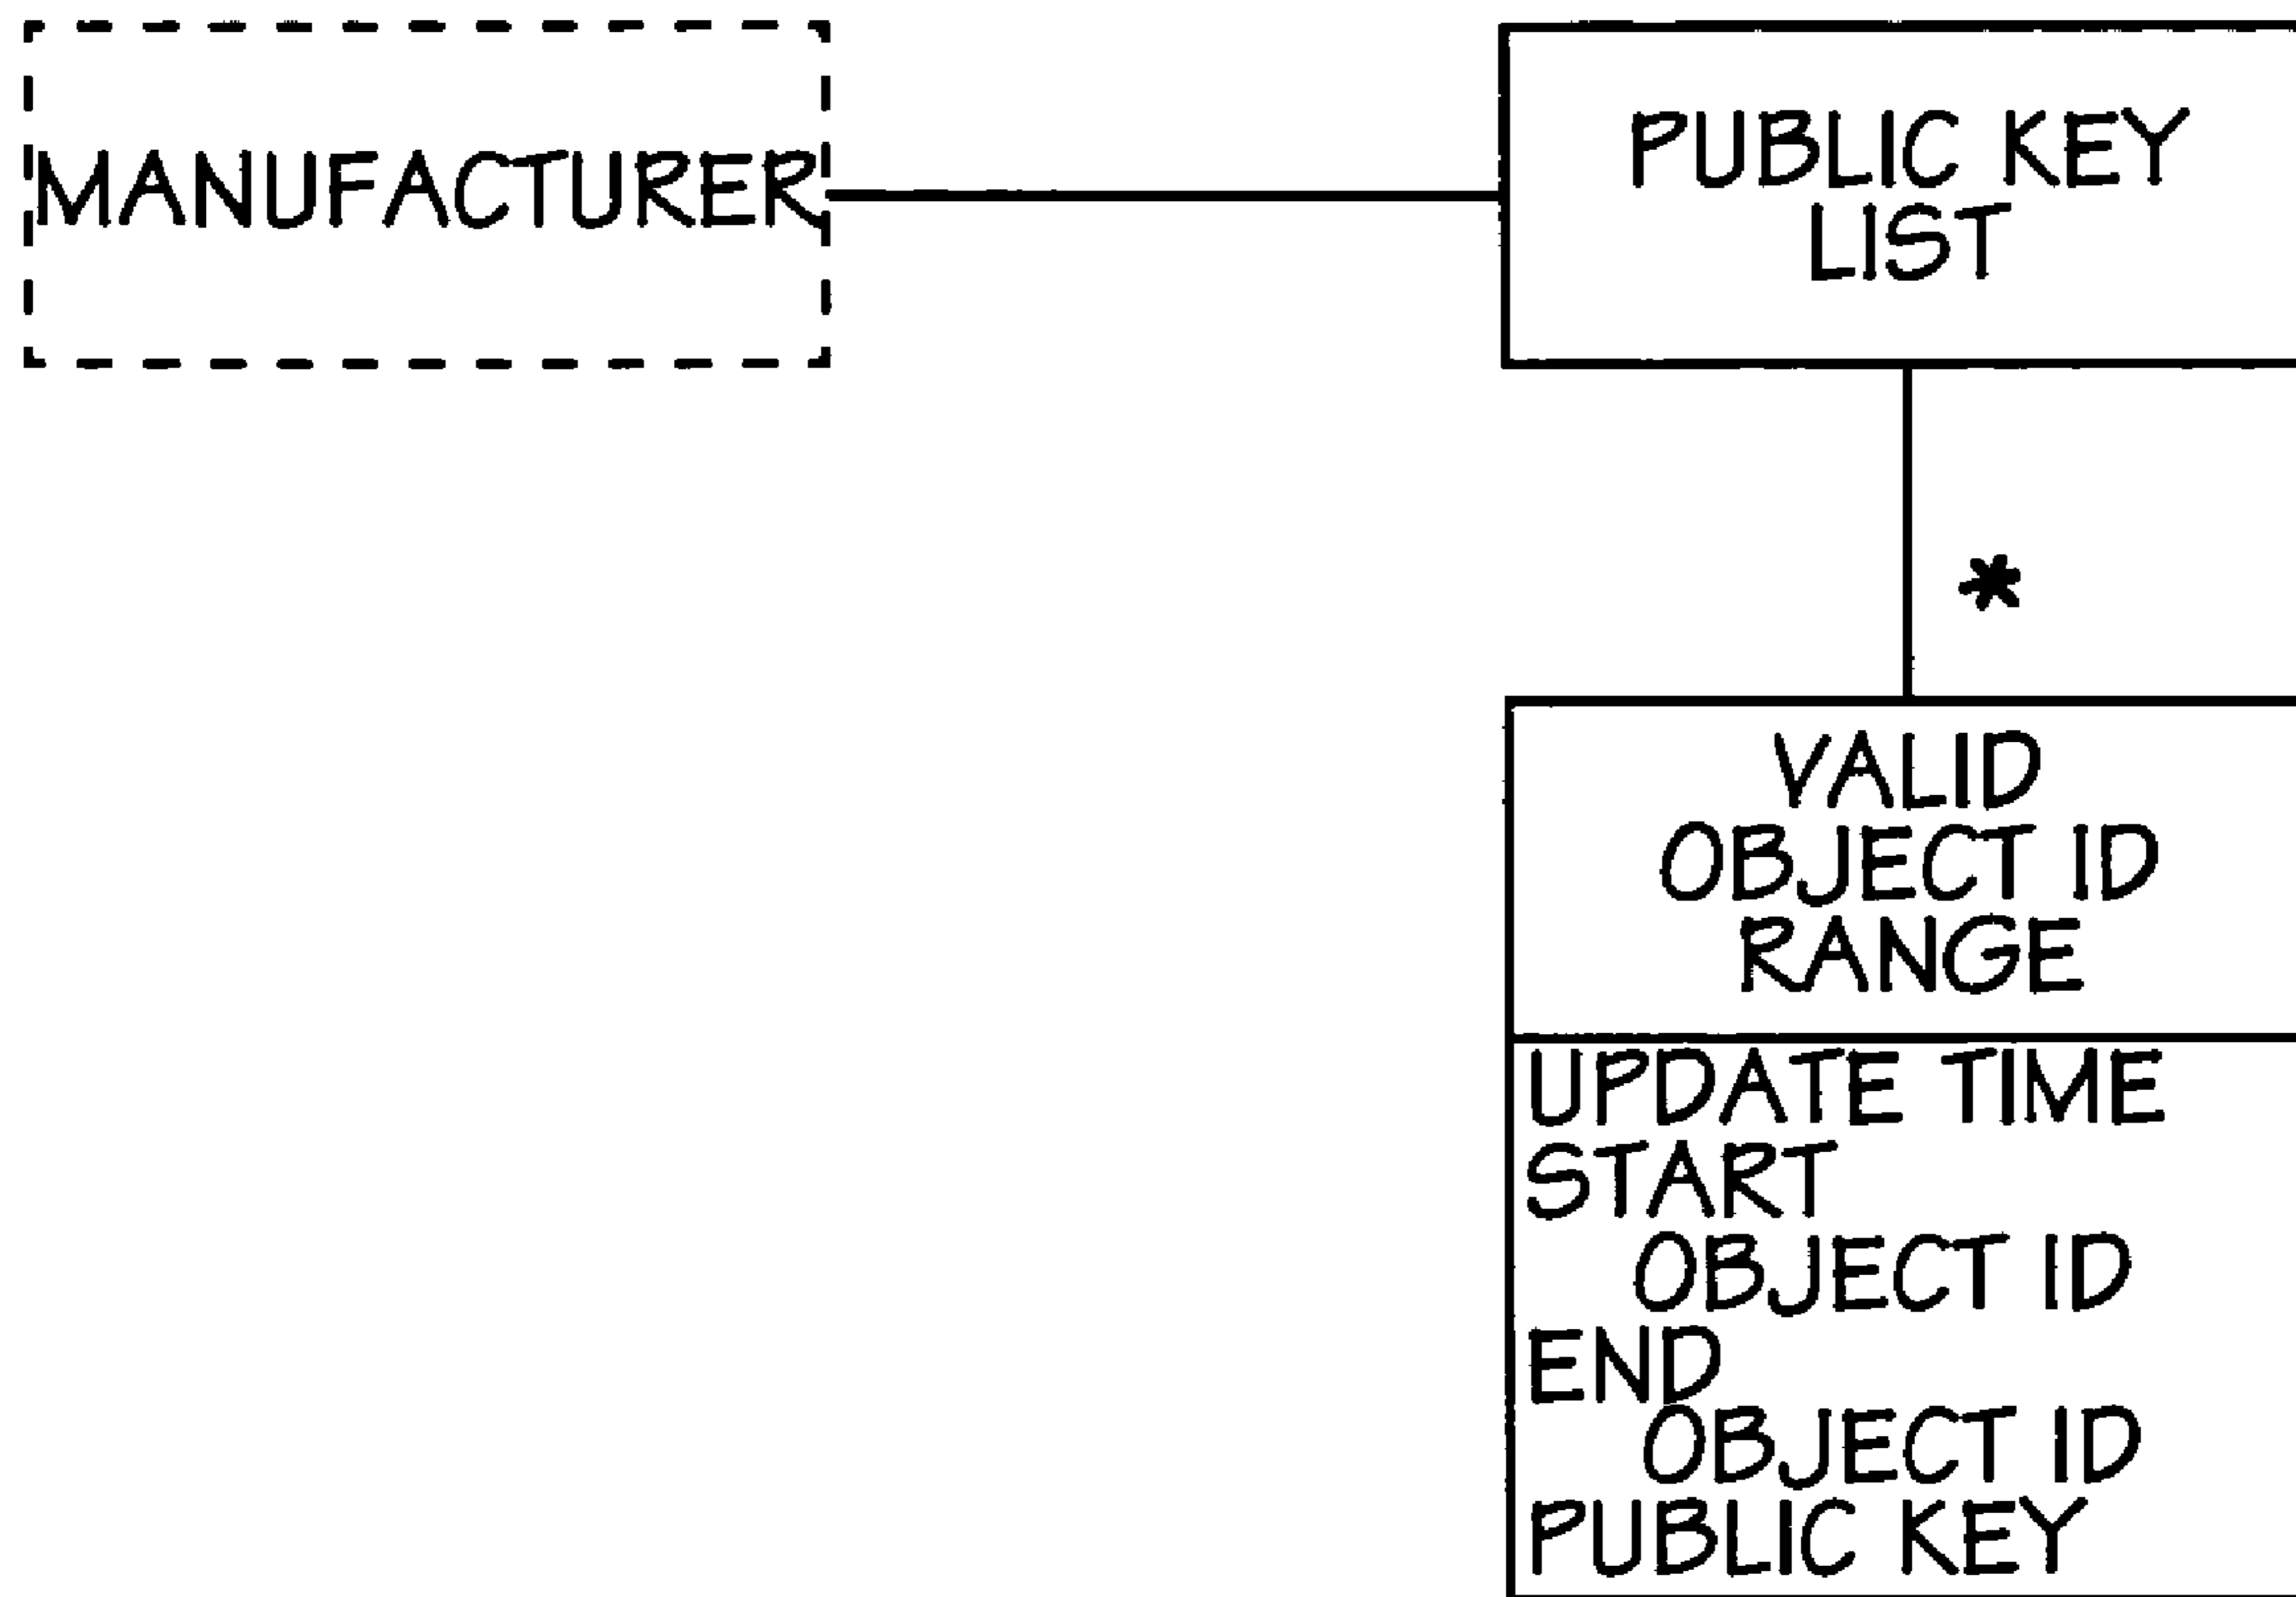 MANUFACTURER
PUBLIC KEY
LIST
*
VALID
OBJECT ID
RANGE
UPDATE TIME
START
OBJECT ID
END
OBJECT ID
PUBLIC KEY